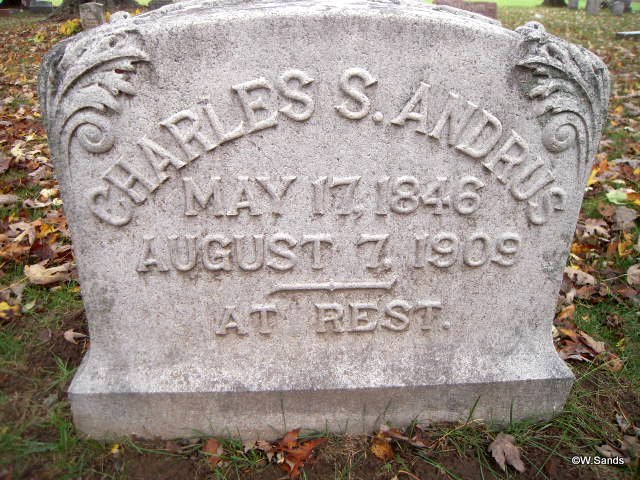 CHARLES S. ANDRUS
MAY 17, 1846
AUGUST 7, 1909
AT REST.
©W.Sands